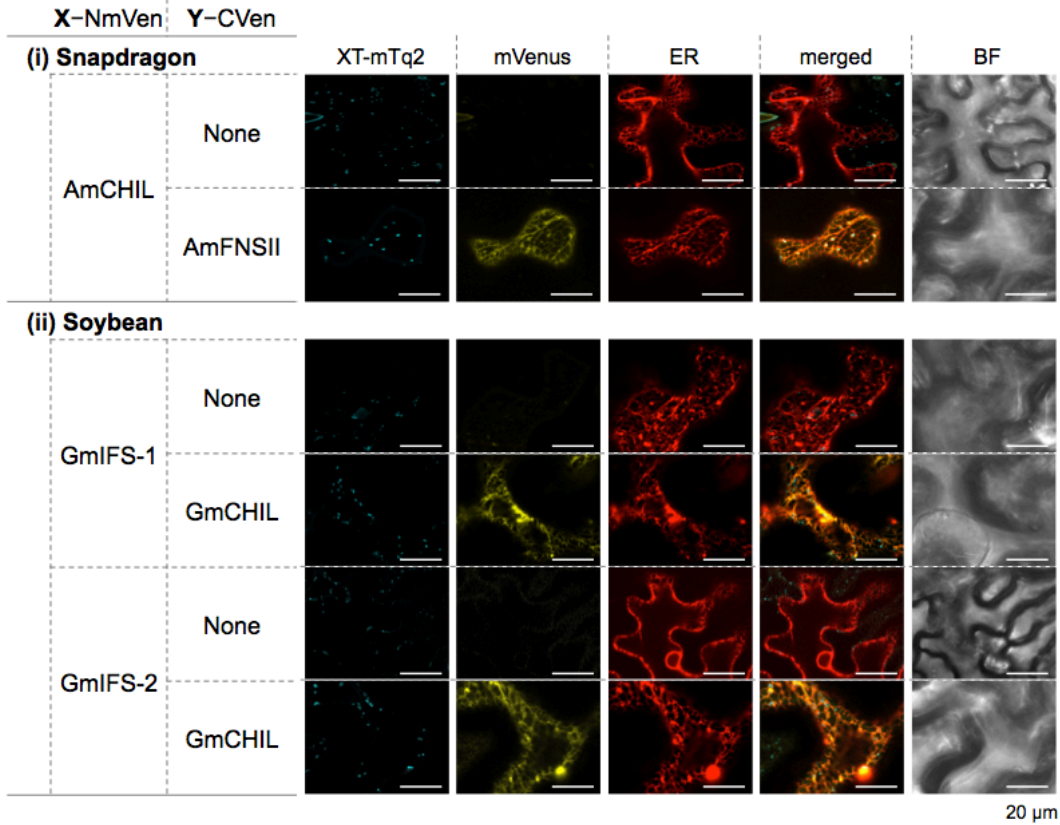 X−NmVen Y−CVen
(i) Snapdragon
XT-mTq2 mVenus ER merged BF
None
AmCHIL
AmFNSII
(ii) Soybean
None
GmIFS-1
GmCHIL
None
GmIFS-2
GmCHIL
20 µm